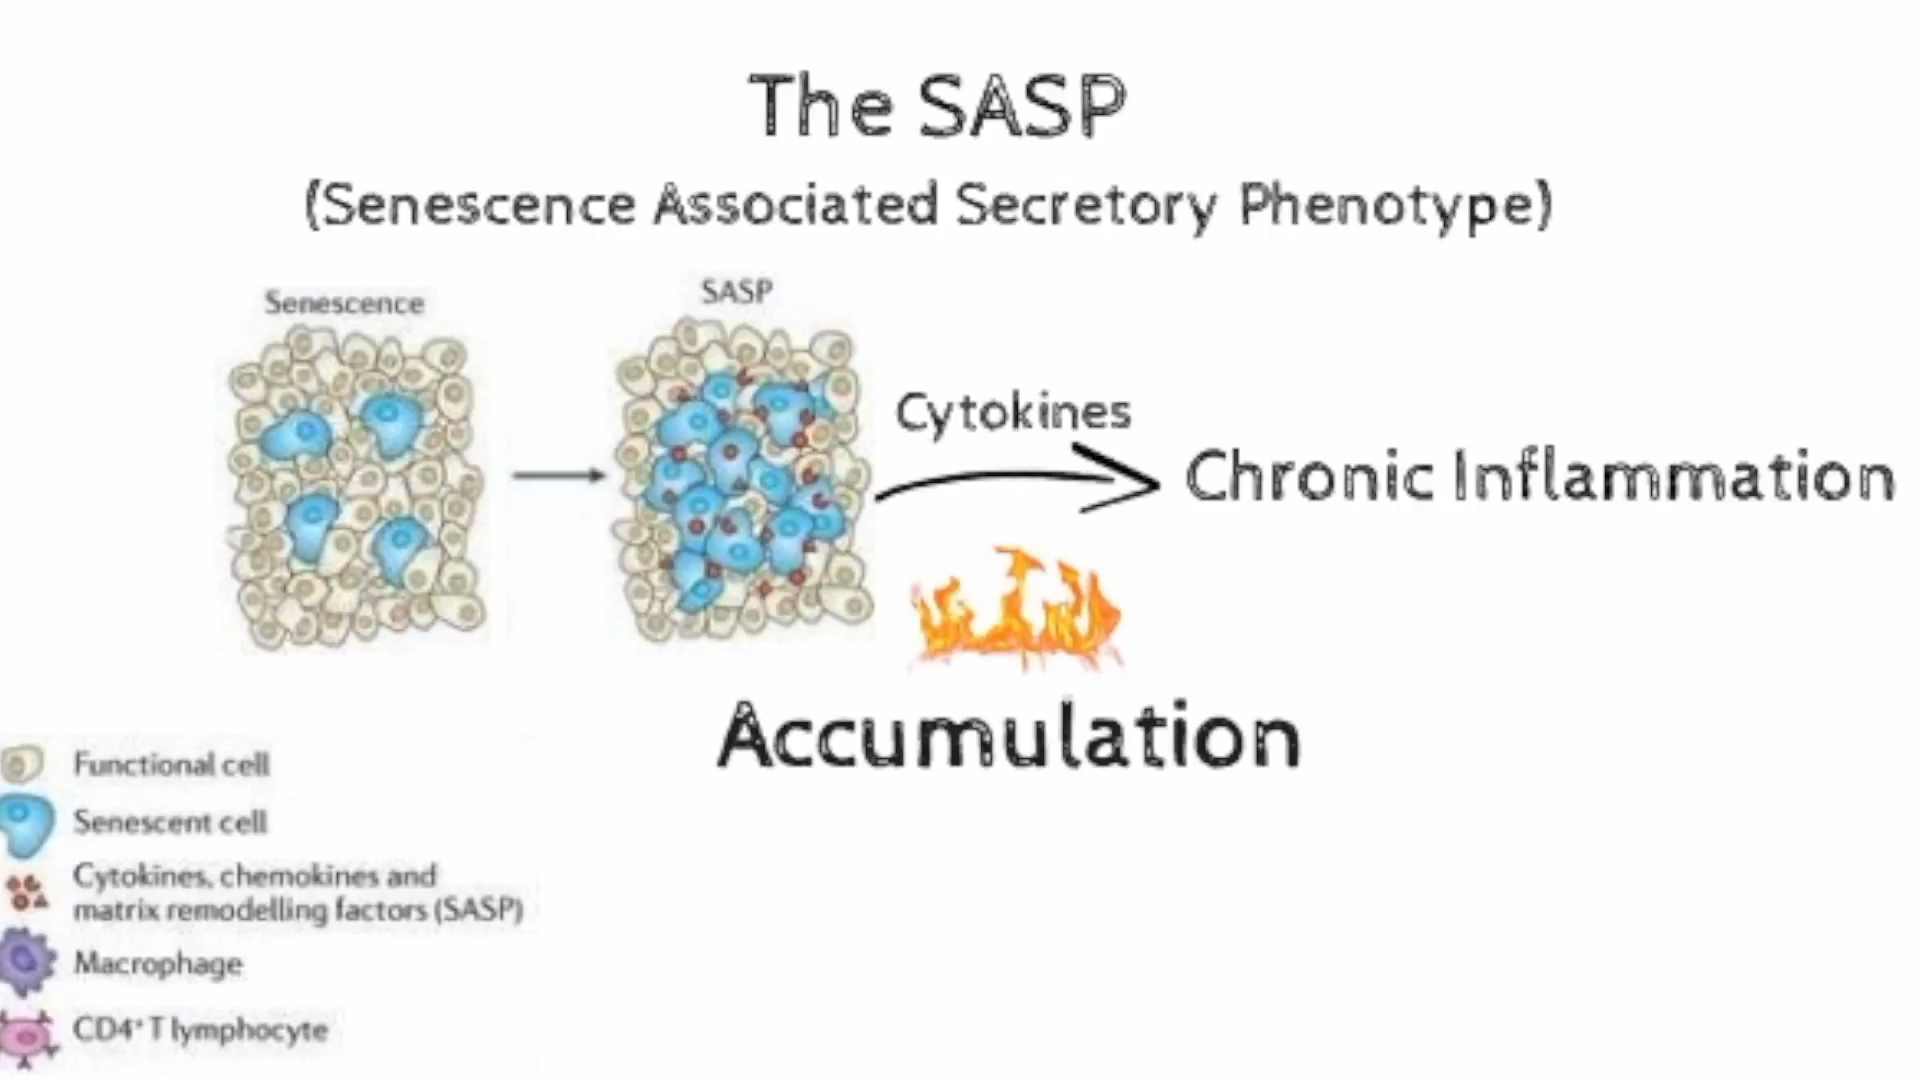 The SASP
(Senescence Associated Secretory Phenotype)
Senescence
SASP
Cytokines
Chronic Inflammation
Accumulation
Functional cell
Senescent cell
Cytokines, chemokines and
matrix remodelling factors (SASP)
Macrophage
CD4⁺ T lymphocyte